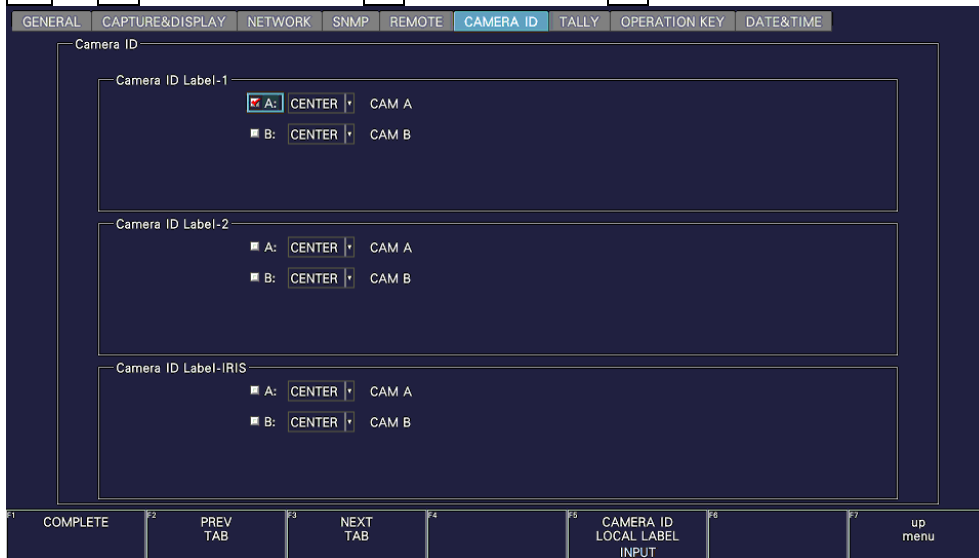 GENERAL CAPTURE&DISPLAY NETWORK SNMP REMOTE CAMERA ID TALLY OPERATION KEY DATE&TIME
Camera ID
Camera ID Label-1
A: CENTER CAM A
B: CENTER CAM B
Camera ID Label-2
A: CENTER CAM A
B: CENTER CAM B
Camera ID Label-IRIS
A: CENTER CAM A
B: CENTER CAM B
F1 COMPLETE F2 PREV TAB F3 NEXT TAB F4 F5 CAMERA ID LOCAL LABEL INPUT F6 F7 up menu